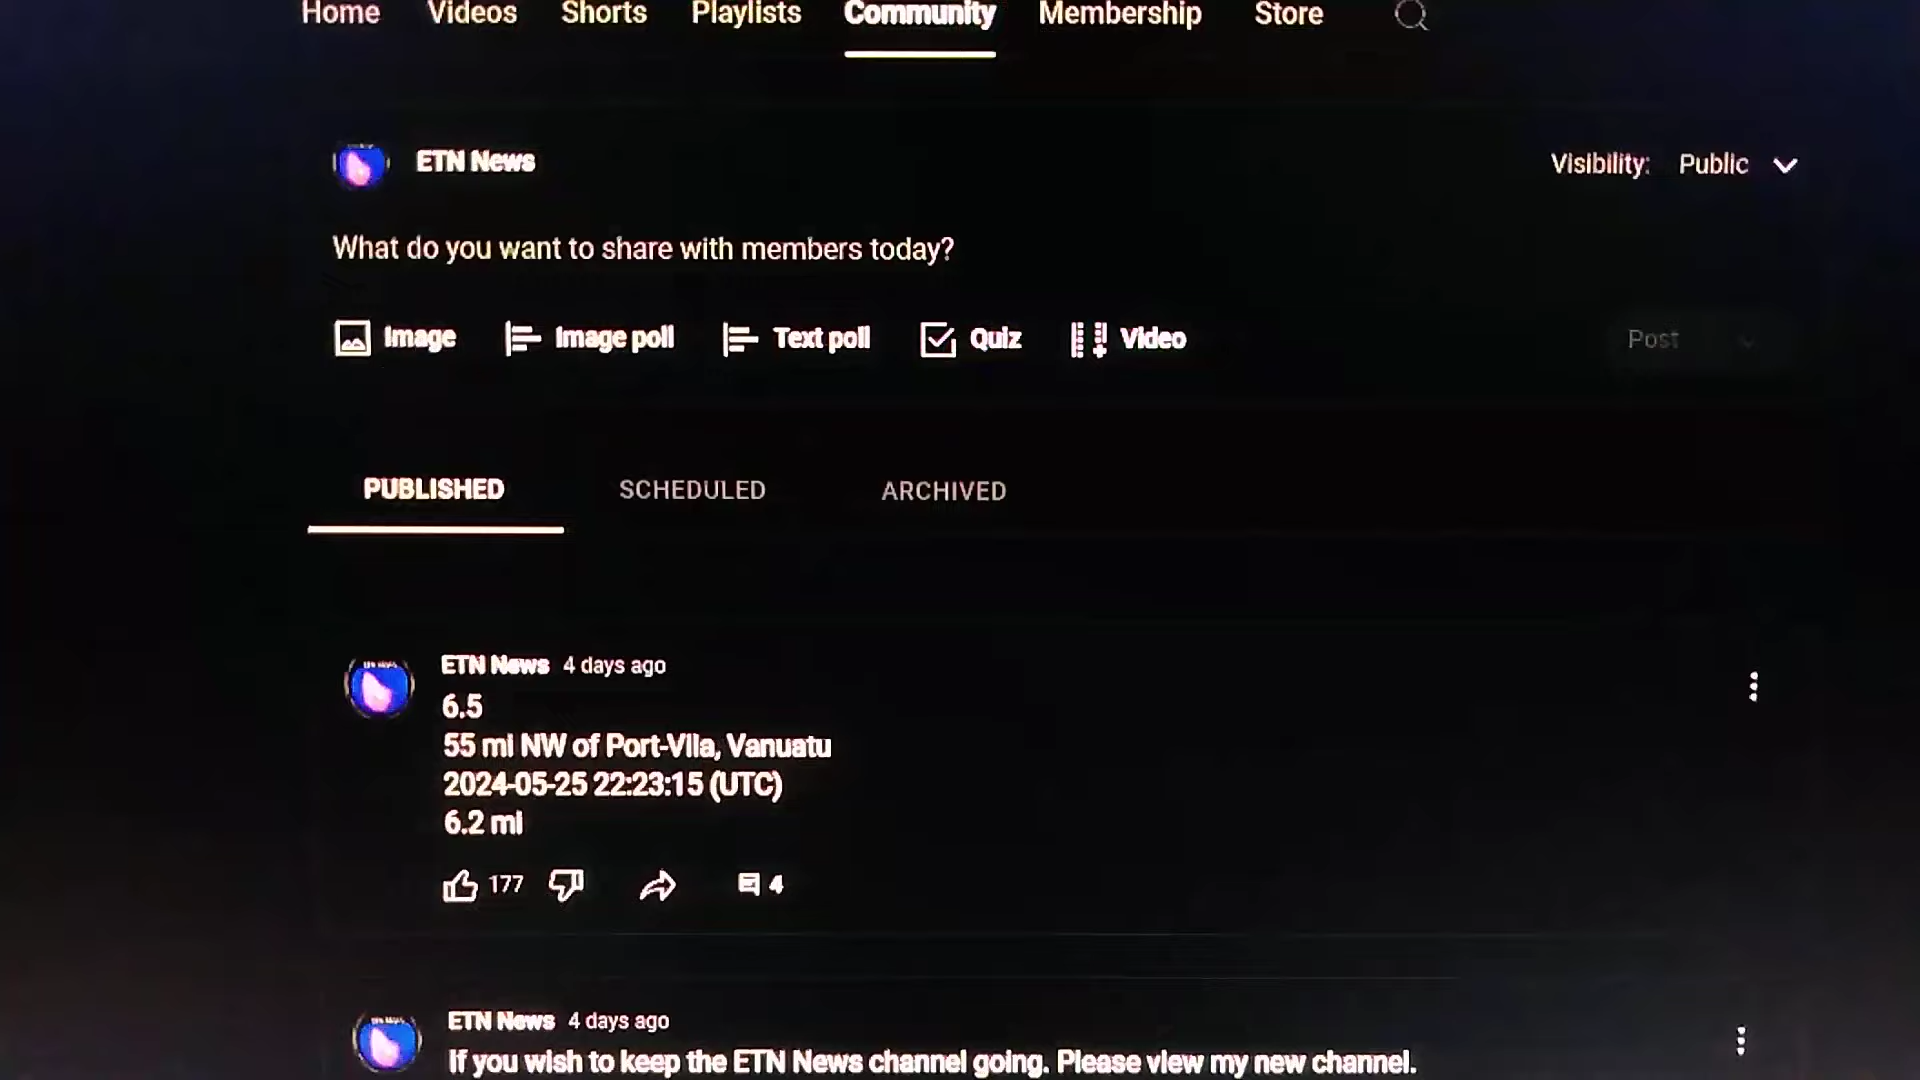 Home Videos Shorts Playlists Community Membership Store
ETN News
Visibility: Public
What do you want to share with members today?
Image Image poll Text poll Quiz Video
Post
PUBLISHED SCHEDULED ARCHIVED
ETN News 4 days ago
6.5
55 mi NW of Port-Vila, Vanuatu
2024-05-25 22:23:15 (UTC)
6.2 mi
177 4
ETN News 4 days ago
If you wish to keep the ETN News channel going. Please view my new channel.